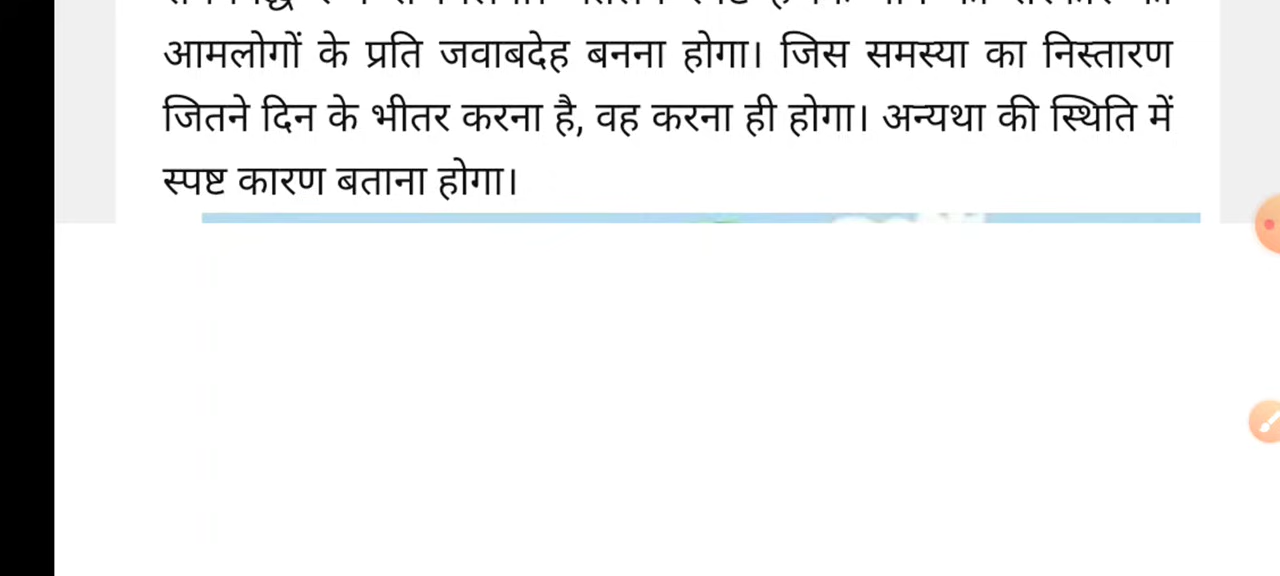 आमलोगों के प्रति जवाबदेह बनना होगा। जिस समस्या का निस्तारण
जितने दिन के भीतर करना है, वह करना ही होगा। अन्यथा की स्थिति में
स्पष्ट कारण बताना होगा।